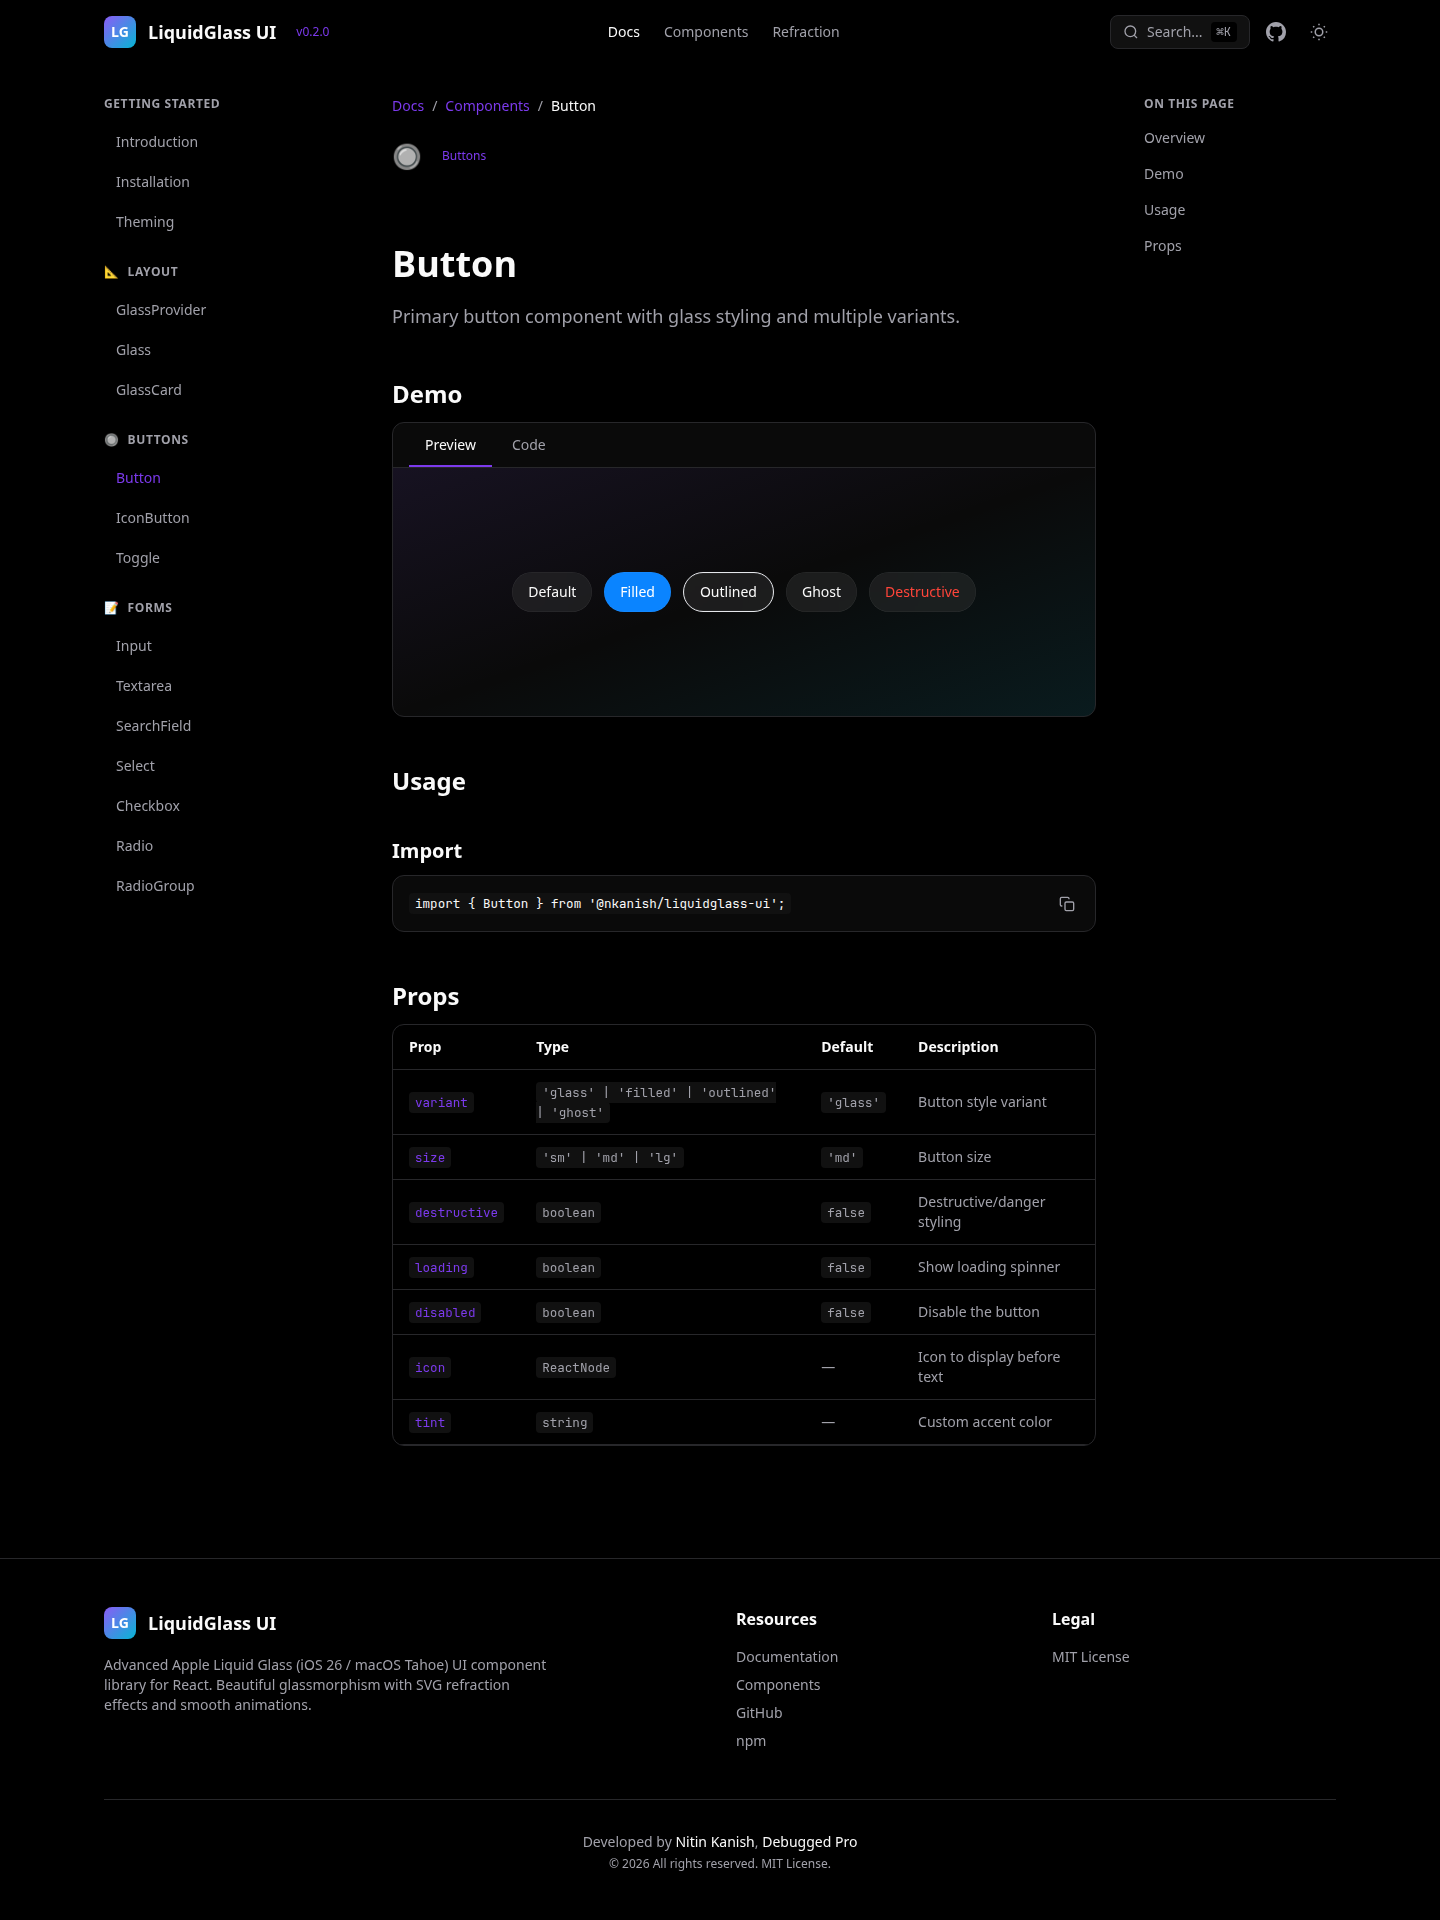 LG LiquidGlass UI v0.2.0 Docs Components Refraction Search... ⌘K
GETTING STARTED
Introduction
Installation
Theming
LAYOUT
GlassProvider
Glass
GlassCard
BUTTONS
Button
IconButton
Toggle
FORMS
Input
Textarea
SearchField
Select
Checkbox
Radio
RadioGroup
Docs / Components / Button
Buttons
Button
Primary button component with glass styling and multiple variants.
Demo
Preview Code
Default Filled Outlined Ghost Destructive
Usage
Import
import { Button } from '@nkanish/liquidglass-ui';
Props
Prop Type Default Description
variant 'glass' | 'filled' | 'outlined' | 'ghost' 'glass' Button style variant
size 'sm' | 'md' | 'lg' 'md' Button size
destructive boolean false Destructive/danger styling
loading boolean false Show loading spinner
disabled boolean false Disable the button
icon ReactNode — Icon to display before text
tint string — Custom accent color
ON THIS PAGE
Overview
Demo
Usage
Props
LG LiquidGlass UI
Advanced Apple Liquid Glass (iOS 26 / macOS Tahoe) UI component
library for React. Beautiful glassmorphism with SVG refraction
effects and smooth animations.
Resources
Documentation
Components
GitHub
npm
Legal
MIT License
Developed by Nitin Kanish, Debugged Pro
© 2026 All rights reserved. MIT License.